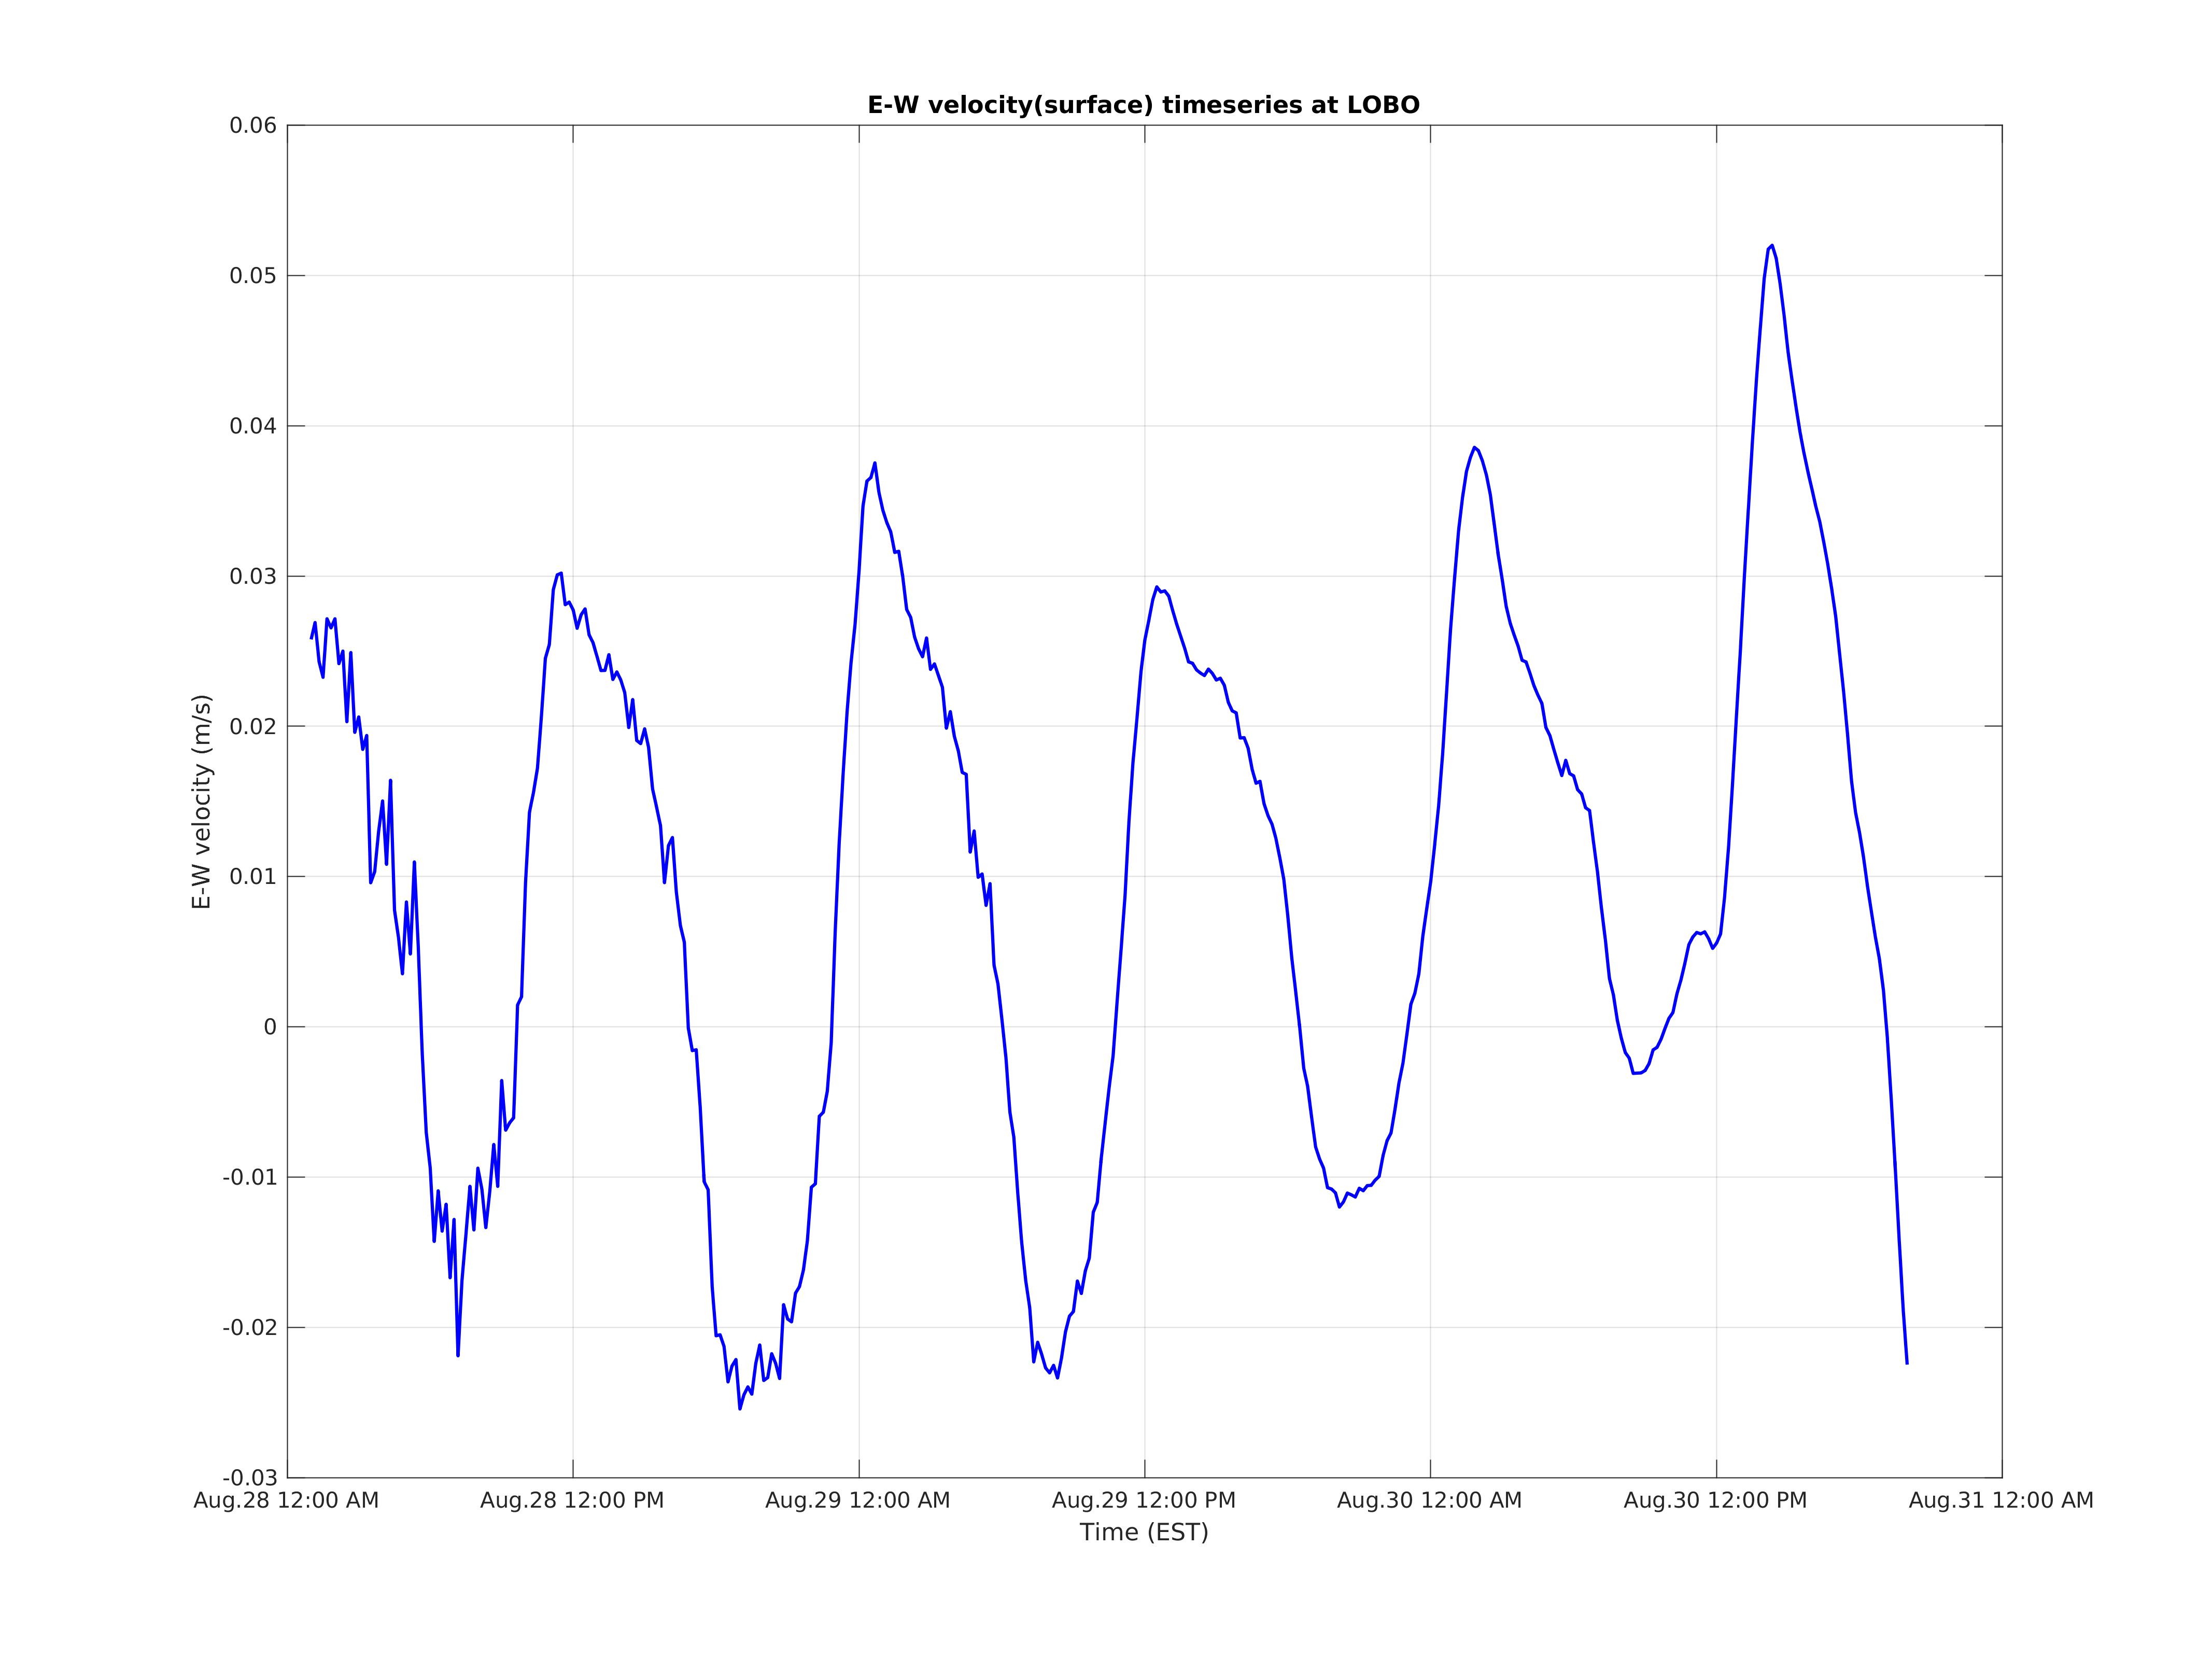 E-W velocity(surface) timeseries at LOBO
E-W velocity (m/s)
0.06
0.05
0.04
0.03
0.02
0.01
0
-0.01
-0.02
-0.03
Aug.28 12:00 AM
Aug.28 12:00 PM
Aug.29 12:00 AM
Aug.29 12:00 PM
Aug.30 12:00 AM
Aug.30 12:00 PM
Aug.31 12:00 AM
Time (EST)